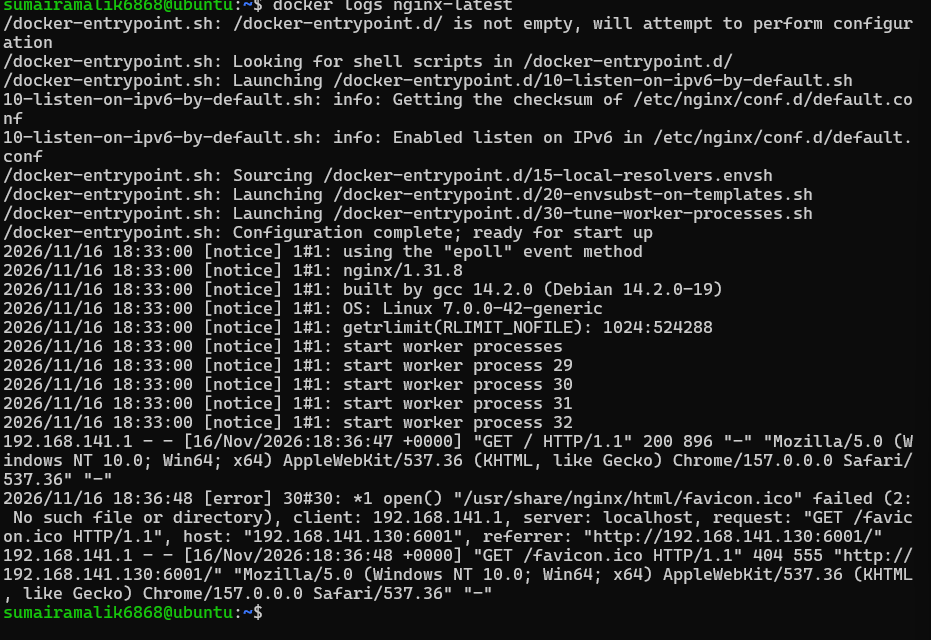 sumairamalik6868@ubuntu:~$ docker logs nginx-latest
/docker-entrypoint.sh: /docker-entrypoint.d/ is not empty, will attempt to perform configur
ation
/docker-entrypoint.sh: Looking for shell scripts in /docker-entrypoint.d/
/docker-entrypoint.sh: Launching /docker-entrypoint.d/10-listen-on-ipv6-by-default.sh
10-listen-on-ipv6-by-default.sh: info: Getting the checksum of /etc/nginx/conf.d/default.co
nf
10-listen-on-ipv6-by-default.sh: info: Enabled listen on IPv6 in /etc/nginx/conf.d/default.
conf
/docker-entrypoint.sh: Sourcing /docker-entrypoint.d/15-local-resolvers.envsh
/docker-entrypoint.sh: Launching /docker-entrypoint.d/20-envsubst-on-templates.sh
/docker-entrypoint.sh: Launching /docker-entrypoint.d/30-tune-worker-processes.sh
/docker-entrypoint.sh: Configuration complete; ready for start up
2026/11/16 18:33:00 [notice] 1#1: using the "epoll" event method
2026/11/16 18:33:00 [notice] 1#1: nginx/1.31.8
2026/11/16 18:33:00 [notice] 1#1: built by gcc 14.2.0 (Debian 14.2.0-19)
2026/11/16 18:33:00 [notice] 1#1: OS: Linux 7.0.0-42-generic
2026/11/16 18:33:00 [notice] 1#1: getrlimit(RLIMIT_NOFILE): 1024:524288
2026/11/16 18:33:00 [notice] 1#1: start worker processes
2026/11/16 18:33:00 [notice] 1#1: start worker process 29
2026/11/16 18:33:00 [notice] 1#1: start worker process 30
2026/11/16 18:33:00 [notice] 1#1: start worker process 31
2026/11/16 18:33:00 [notice] 1#1: start worker process 32
192.168.141.1 - - [16/Nov/2026:18:36:47 +0000] "GET / HTTP/1.1" 200 896 "-" "Mozilla/5.0 (W
indows NT 10.0; Win64; x64) AppleWebKit/537.36 (KHTML, like Gecko) Chrome/157.0.0.0 Safari/
537.36" "-"
2026/11/16 18:36:48 [error] 30#30: *1 open() "/usr/share/nginx/html/favicon.ico" failed (2:
 No such file or directory), client: 192.168.141.1, server: localhost, request: "GET /favic
on.ico HTTP/1.1", host: "192.168.141.130:6001", referrer: "http://192.168.141.130:6001/"
192.168.141.1 - - [16/Nov/2026:18:36:48 +0000] "GET /favicon.ico HTTP/1.1" 404 555 "http://
192.168.141.130:6001/" "Mozilla/5.0 (Windows NT 10.0; Win64; x64) AppleWebKit/537.36 (KHTML
, like Gecko) Chrome/157.0.0.0 Safari/537.36" "-"
sumairamalik6868@ubuntu:~$